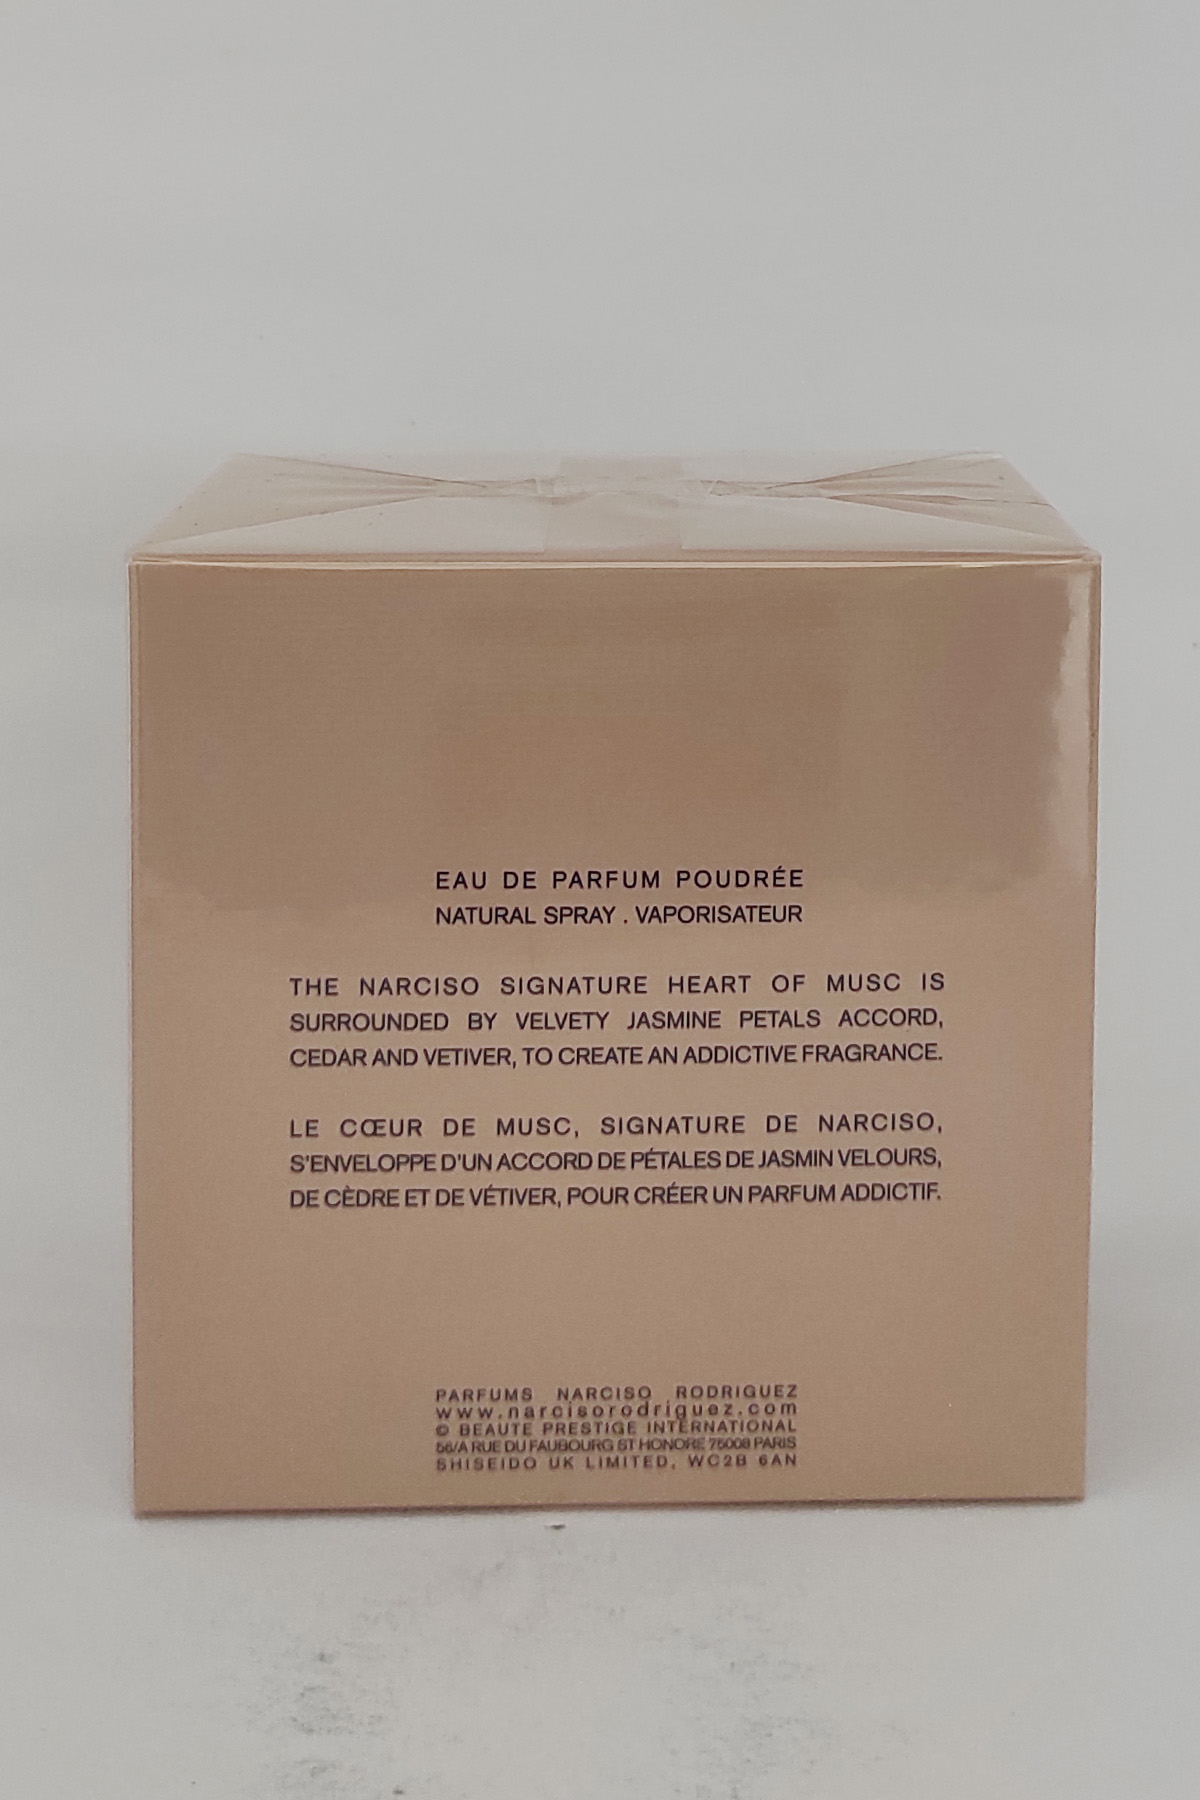 EAU DE PARFUM POUDRÉE
NATURAL SPRAY . VAPORISATEUR
THE NARCISO SIGNATURE HEART OF MUSC IS
SURROUNDED BY VELVETY JASMINE PETALS ACCORD,
CEDAR AND VETIVER, TO CREATE AN ADDICTIVE FRAGRANCE.
LE CŒUR DE MUSC, SIGNATURE DE NARCISO,
S'ENVELOPPE D'UN ACCORD DE PÉTALES DE JASMIN VELOURS,
DE CÈDRE ET DE VÉTIVER, POUR CRÉER UN PARFUM ADDICTIF.
PARFUMS NARCISO RODRIGUEZ
www.narcisorodriguez.com
© BEAUTE PRESTIGE INTERNATIONAL
56/A RUE DU FAUBOURG ST HONORE 75008 PARIS
SHISEIDO UK LIMITED, WC2B 6AN